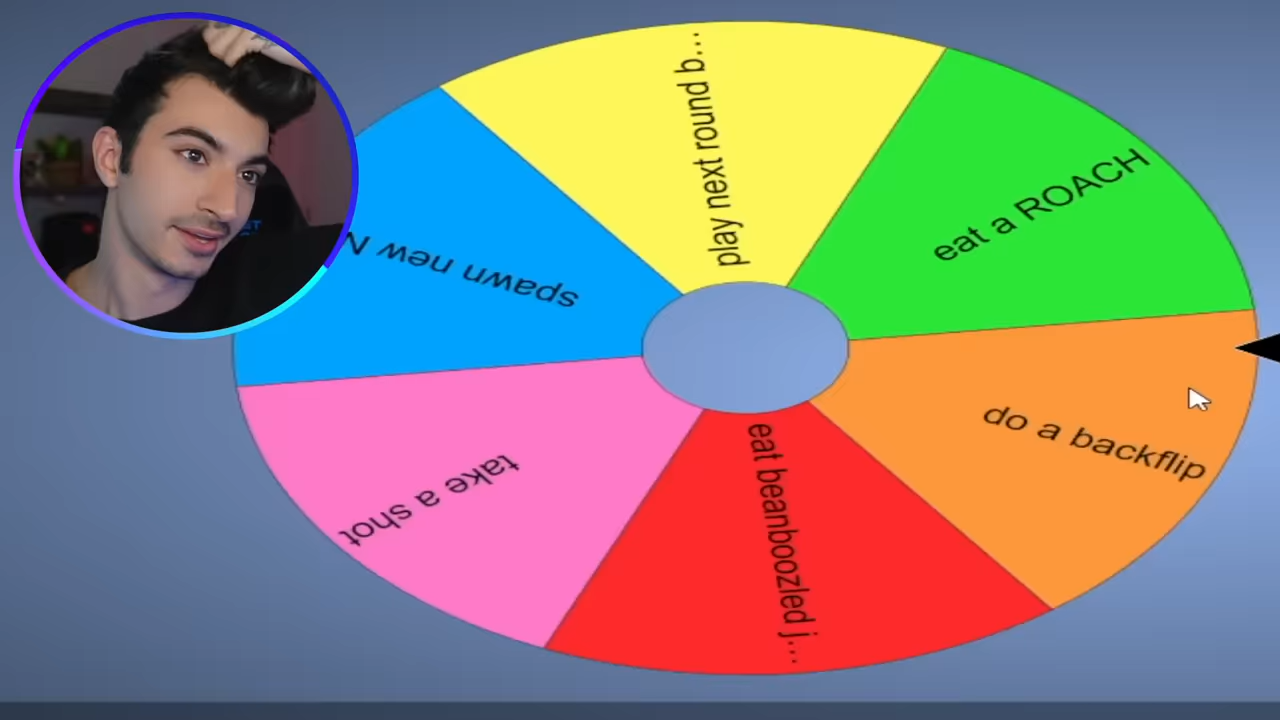 play next round b...
eat a ROACH
spawn new N
do a backflip
take a shot
eat beanboozled j...